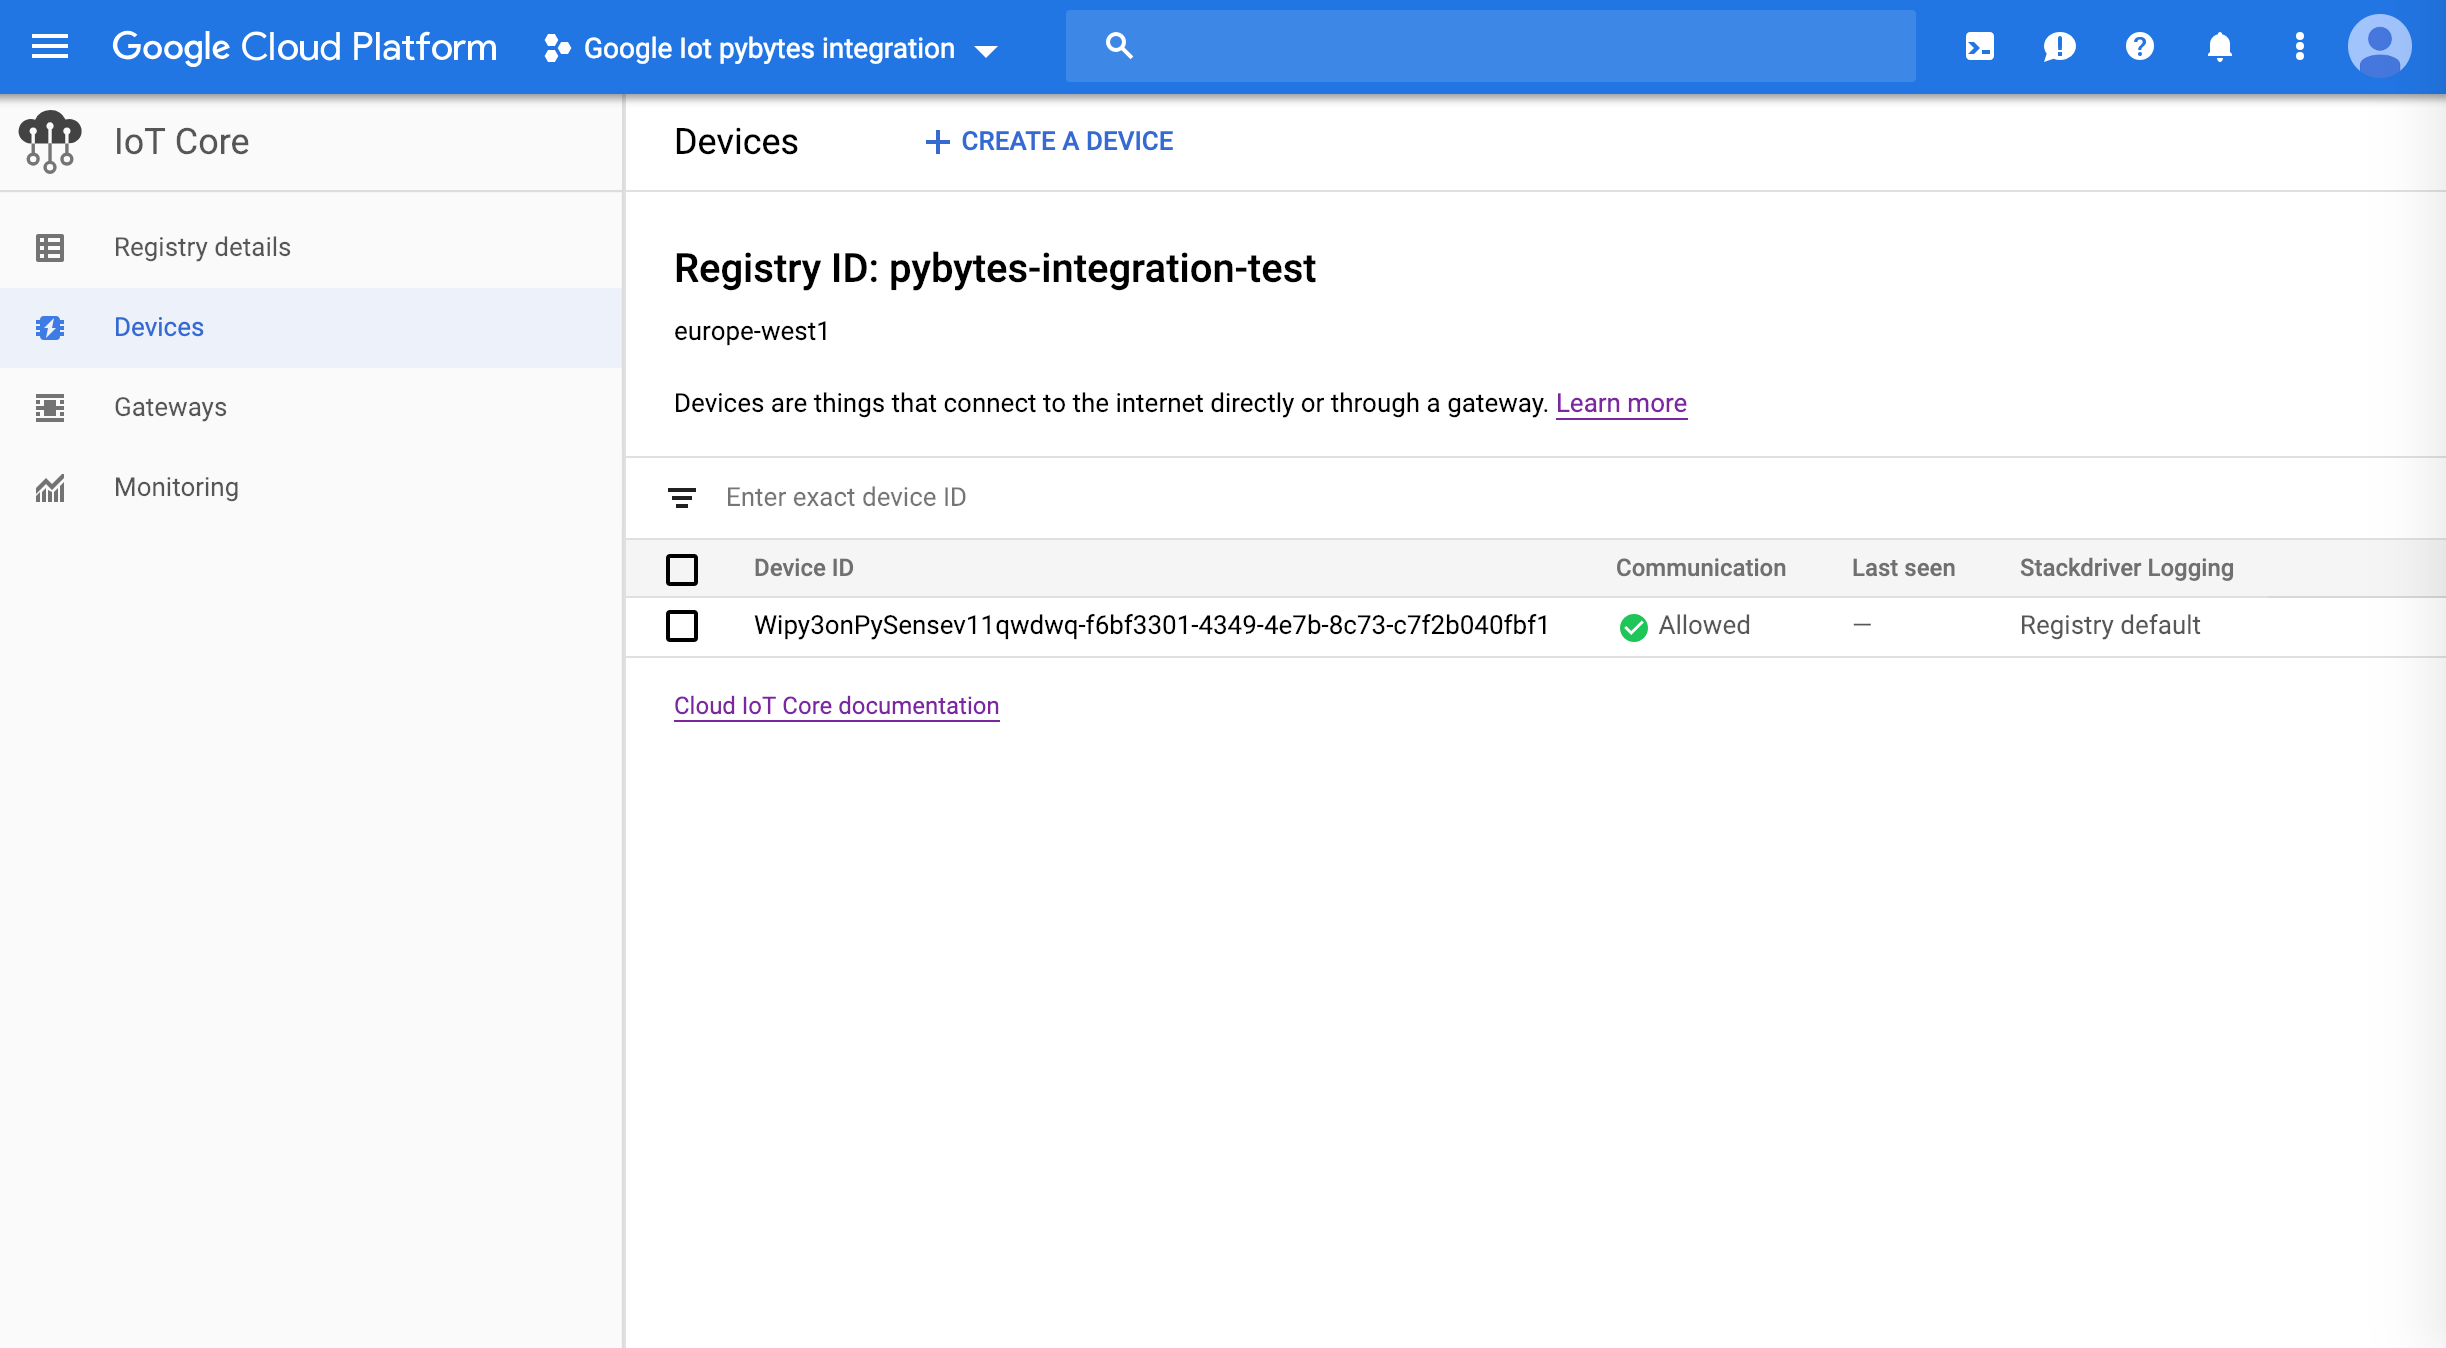 Google Cloud Platform
Google Iot pybytes integration
IoT Core
Devices
CREATE A DEVICE
Registry details
Devices
Gateways
Monitoring
Registry ID: pybytes-integration-test
europe-west1
Devices are things that connect to the internet directly or through a gateway. Learn more
Enter exact device ID
Device ID Communication Last seen Stackdriver Logging
Wipy3onPySensev11qwdwq-f6bf3301-4349-4e7b-8c73-c7f2b040fbf1 Allowed — Registry default
Cloud IoT Core documentation